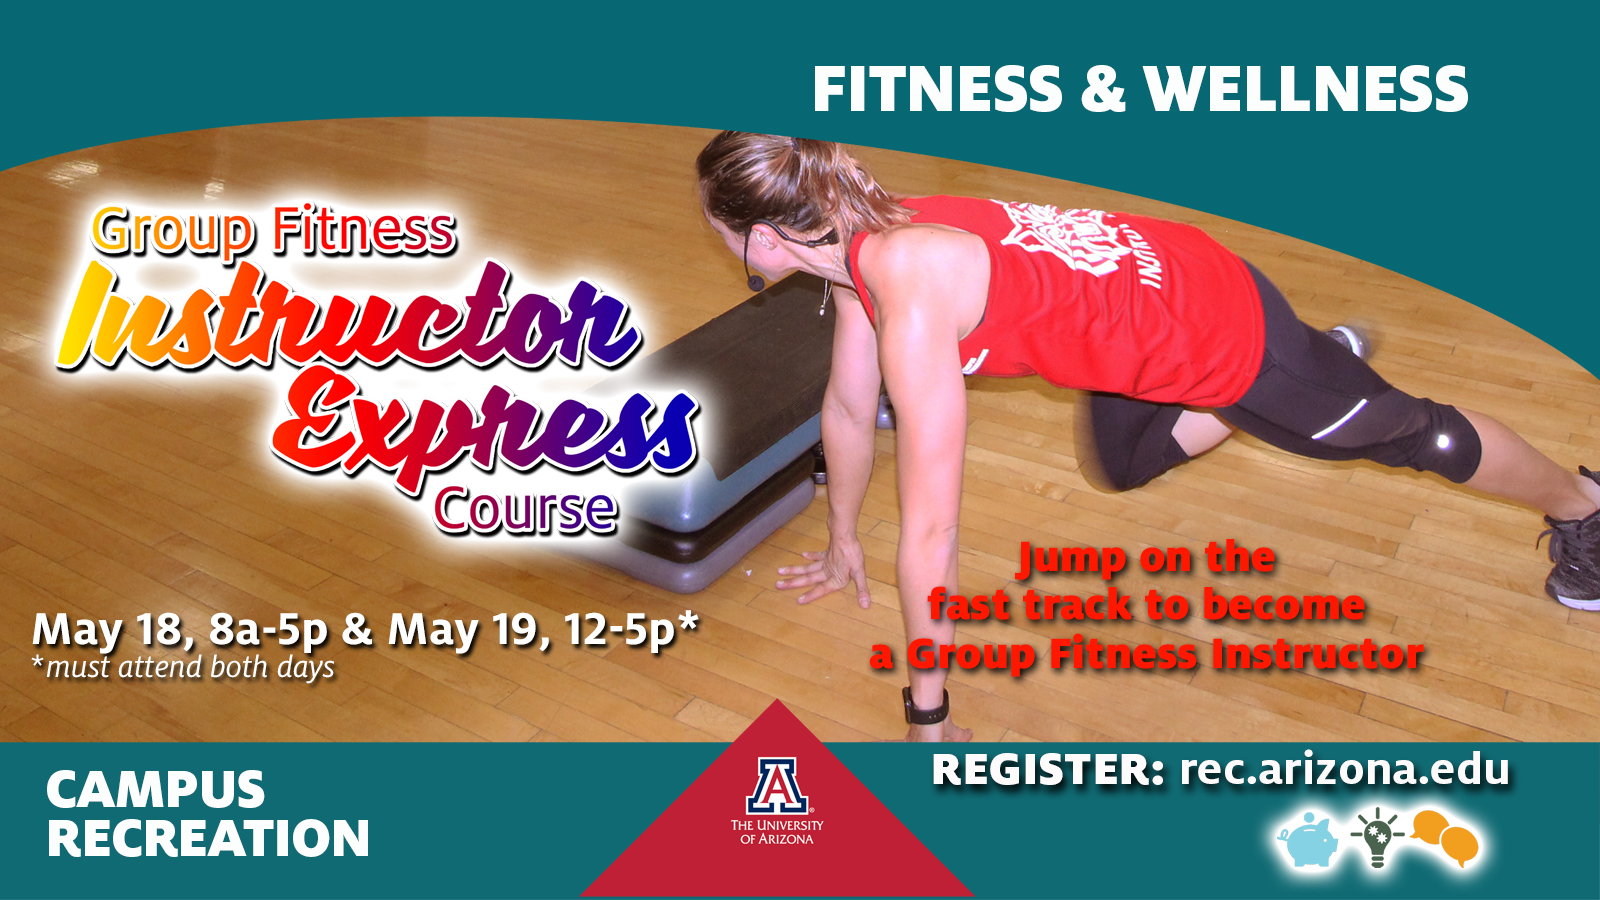 FITNESS & WELLNESS
Group Fitness
Instructor
Express
Course
May 18, 8a-5p & May 19, 12-5p*
*must attend both days
Jump on the
fast track to become
a Group Fitness Instructor
CAMPUS
RECREATION
A
THE UNIVERSITY
OF ARIZONA
REGISTER: rec.arizona.edu